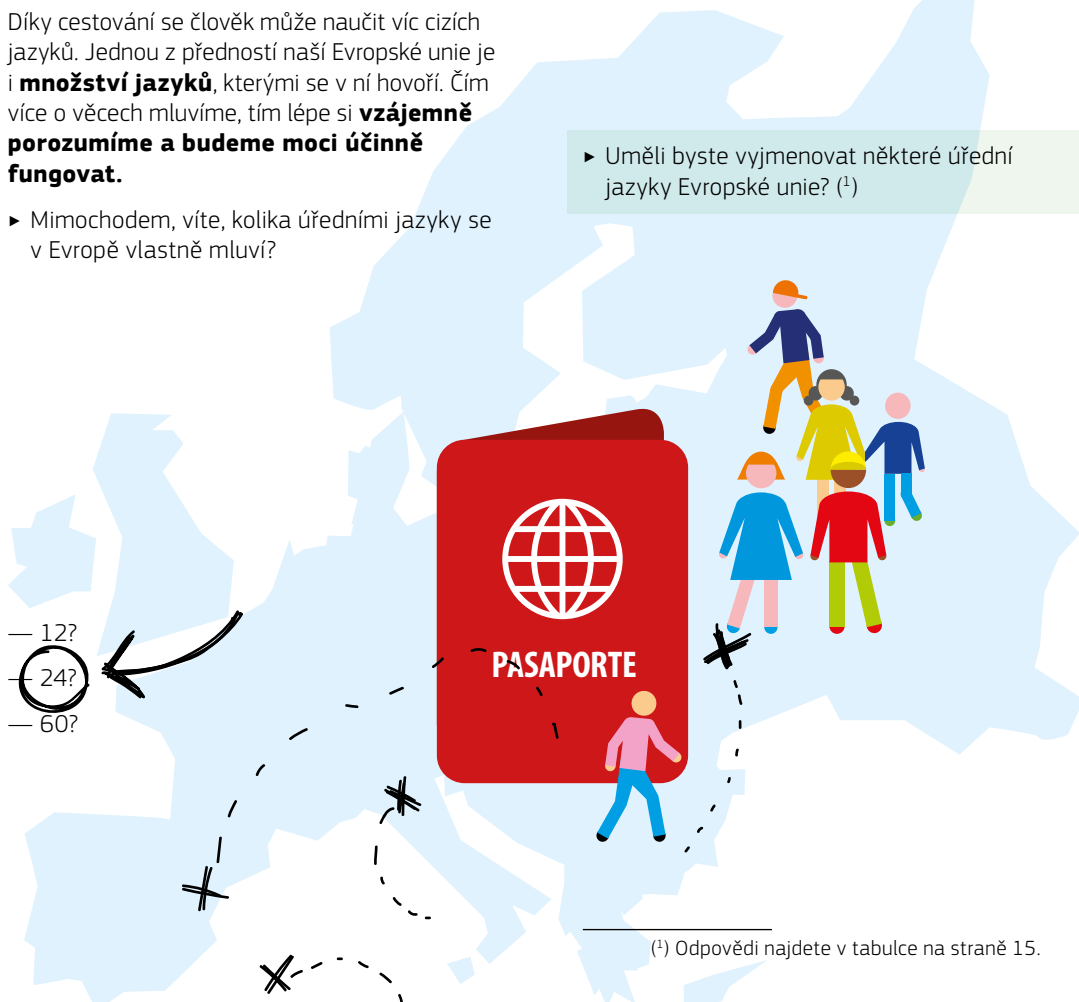 Díky cestování se člověk může naučit víc cizích
jazyků. Jednou z předností naší Evropské unie je
i množství jazyků, kterými se v ní hovoří. Čím
více o věcech mluvíme, tím lépe si vzájemně
porozumíme a budeme moci účinně
fungovat.
▸ Mimochodem, víte, kolika úředními jazyky se
v Evropě vlastně mluví?
▸ Uměli byste vyjmenovat některé úřední
jazyky Evropské unie? (¹)
— 12?
— 24?
— 60?
PASAPORTE
(¹) Odpovědi najdete v tabulce na straně 15.